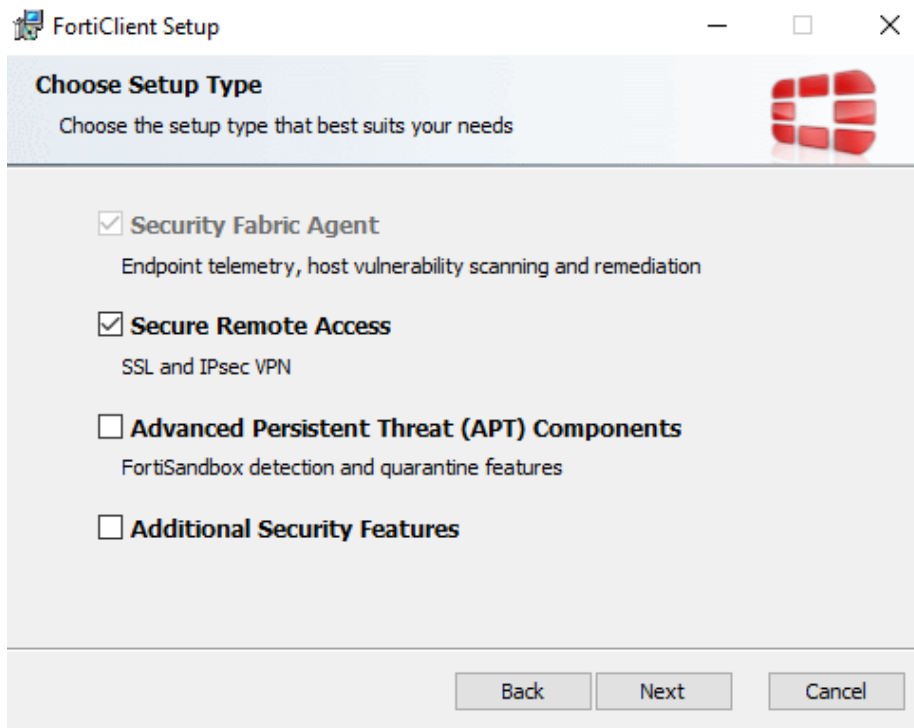 FortiClient Setup
Choose Setup Type
Choose the setup type that best suits your needs
Security Fabric Agent
Endpoint telemetry, host vulnerability scanning and remediation
Secure Remote Access
SSL and IPsec VPN
Advanced Persistent Threat (APT) Components
FortiSandbox detection and quarantine features
Additional Security Features
Back Next Cancel